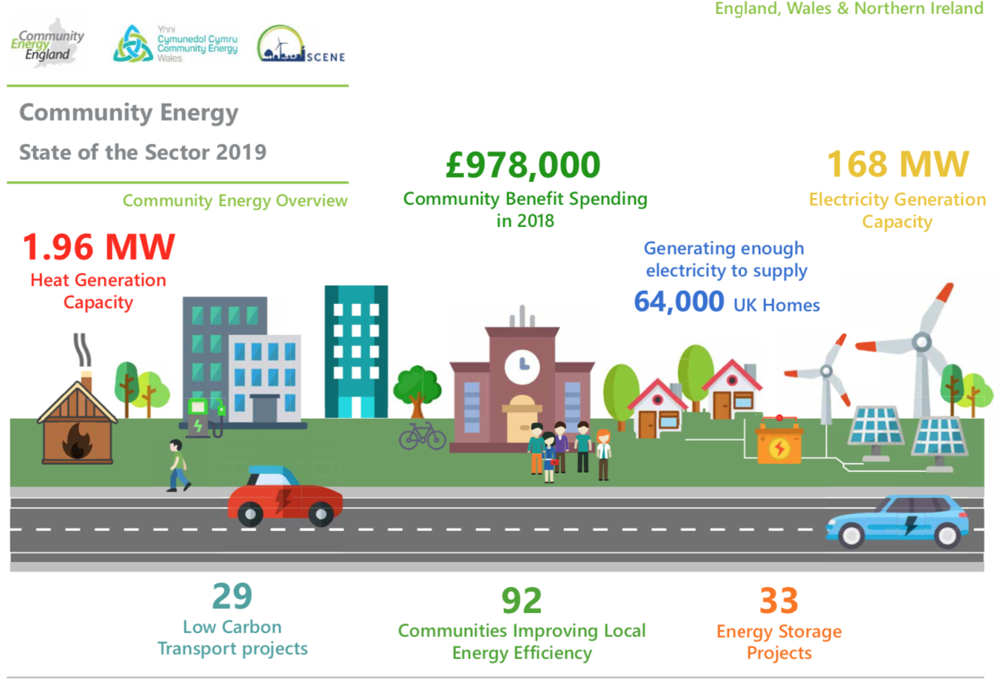 England, Wales & Northern Ireland
Community
Energy
England
Ynni
Cymunedol Cymru
Community Energy
Wales
SCENE
Community Energy
State of the Sector 2019
Community Energy Overview
£978,000
Community Benefit Spending
in 2018
168 MW
Electricity Generation
Capacity
1.96 MW
Heat Generation
Capacity
Generating enough
electricity to supply
64,000 UK Homes
29
Low Carbon
Transport projects
92
Communities Improving Local
Energy Efficiency
33
Energy Storage
Projects